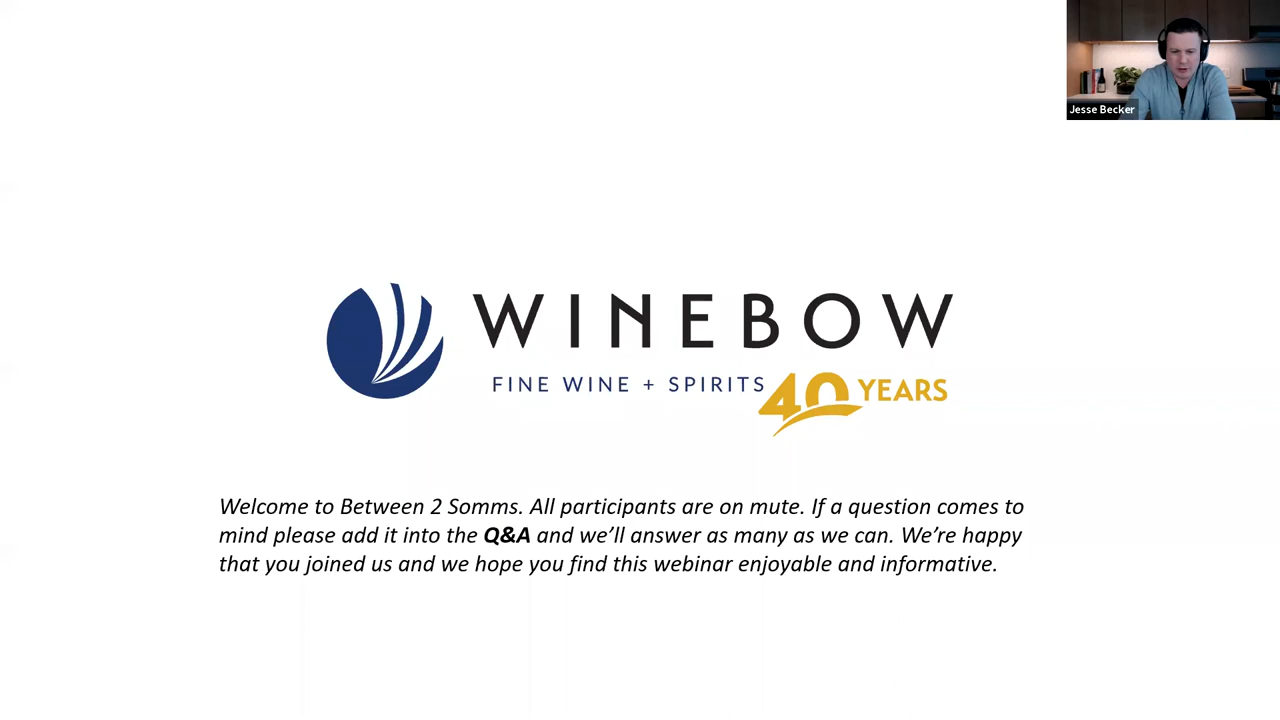 Jesse Becker
WINEBOW
FINE WINE + SPIRITS
40 YEARS
Welcome to Between 2 Somms. All participants are on mute. If a question comes to
mind please add it into the Q&A and we’ll answer as many as we can. We’re happy
that you joined us and we hope you find this webinar enjoyable and informative.